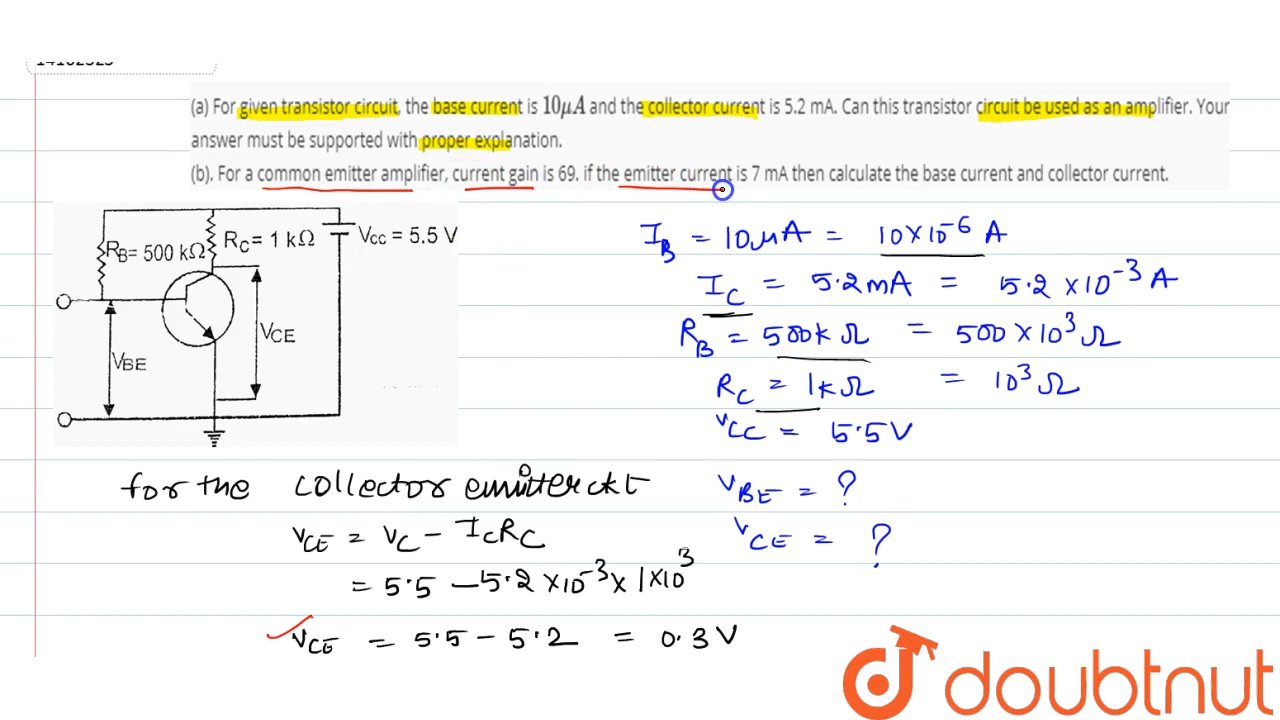 14162525
(a) For given transistor circuit, the base current is 10μA and the collector current is 5.2 mA. Can this transistor circuit be used as an amplifier. Your
answer must be supported with proper explanation.
(b). For a common emitter amplifier, current gain is 69. if the emitter current is 7 mA then calculate the base current and collector current.
RB= 500 kΩ
RC= 1 kΩ
VCC = 5.5 V
VCE
VBE
IB = 10μA = 10×10⁻⁶ A
IC = 5.2mA = 5.2 ×10⁻³ A
RB = 500k Ω = 500 ×10³ Ω
RC = 1kΩ = 10³ Ω
VCC = 5.5V
VBE = ?
VCE = ?
for the collector emitter ckt
VCE = VC – ICRC
= 5.5 – 5.2 ×10⁻³ × 1×10³
VCE = 5.5 – 5.2 = 0.3 V
doubtnut